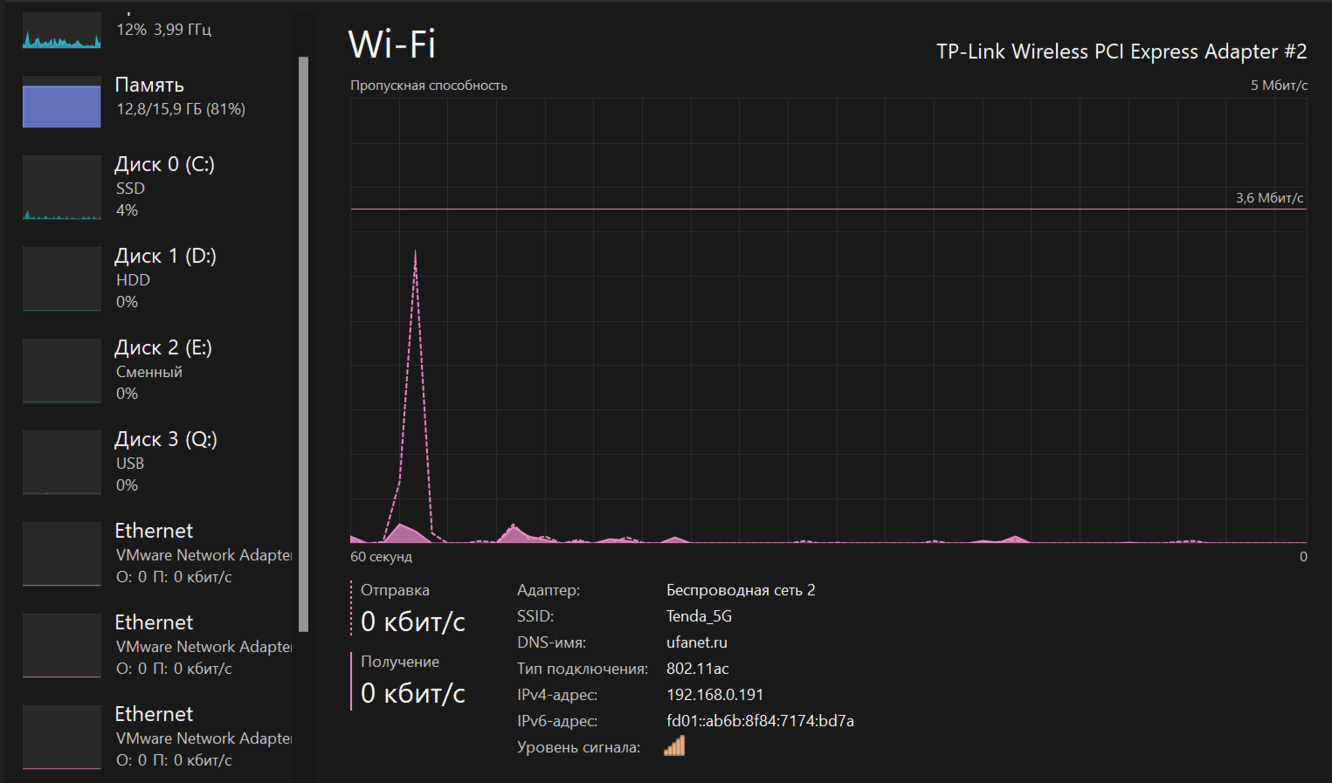 12% 3,99 ГГц
Память
12,8/15,9 ГБ (81%)
Диск 0 (C:)
SSD
4%
Диск 1 (D:)
HDD
0%
Диск 2 (E:)
Сменный
0%
Диск 3 (Q:)
USB
0%
Ethernet
VMware Network Adapter
О: 0 П: 0 кбит/с
Ethernet
VMware Network Adapter
О: 0 П: 0 кбит/с
Ethernet
VMware Network Adapter
О: 0 П: 0 кбит/с
Wi-Fi
TP-Link Wireless PCI Express Adapter #2
Пропускная способность
5 Мбит/с
3,6 Мбит/с
60 секунд
0
Отправка
0 кбит/с
Получение
0 кбит/с
Адаптер: Беспроводная сеть 2
SSID: Tenda_5G
DNS-имя: ufanet.ru
Тип подключения: 802.11ac
IPv4-адрес: 192.168.0.191
IPv6-адрес: fd01::ab6b:8f84:7174:bd7a
Уровень сигнала: